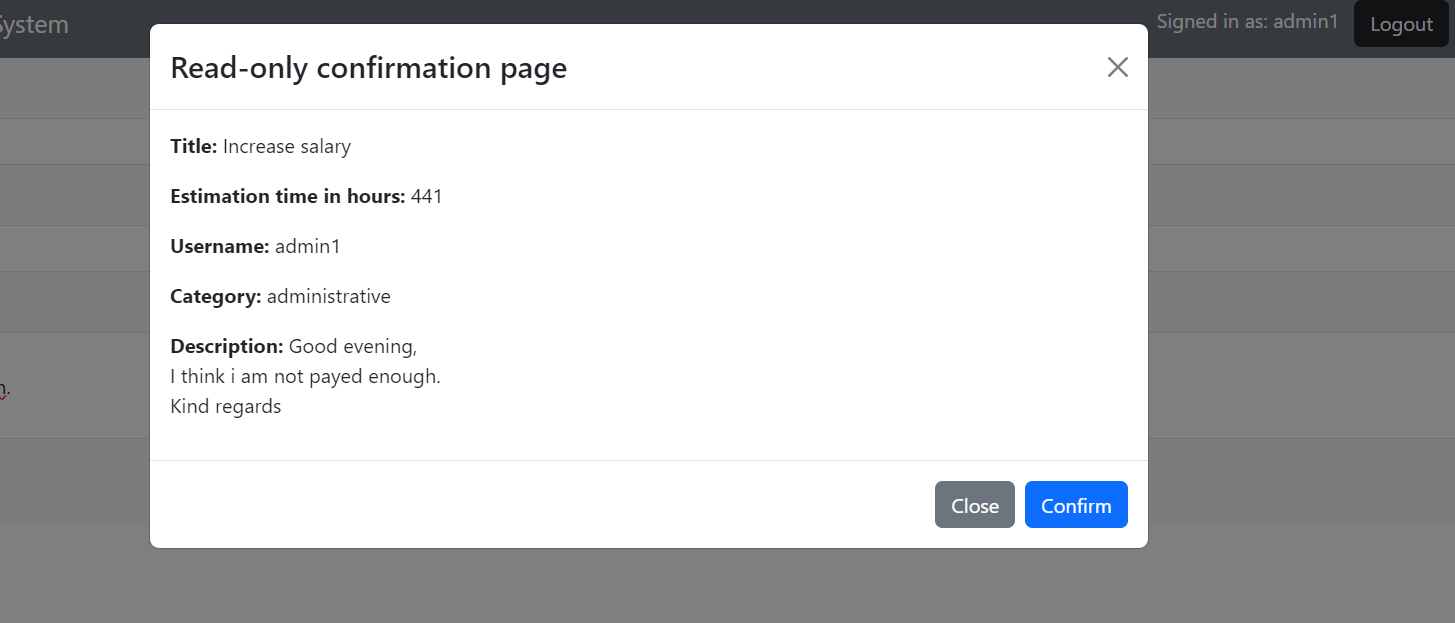 System
Signed in as: admin1
Logout
Read-only confirmation page
Title: Increase salary
Estimation time in hours: 441
Username: admin1
Category: administrative
Description: Good evening,
I think i am not payed enough.
Kind regards
Close
Confirm